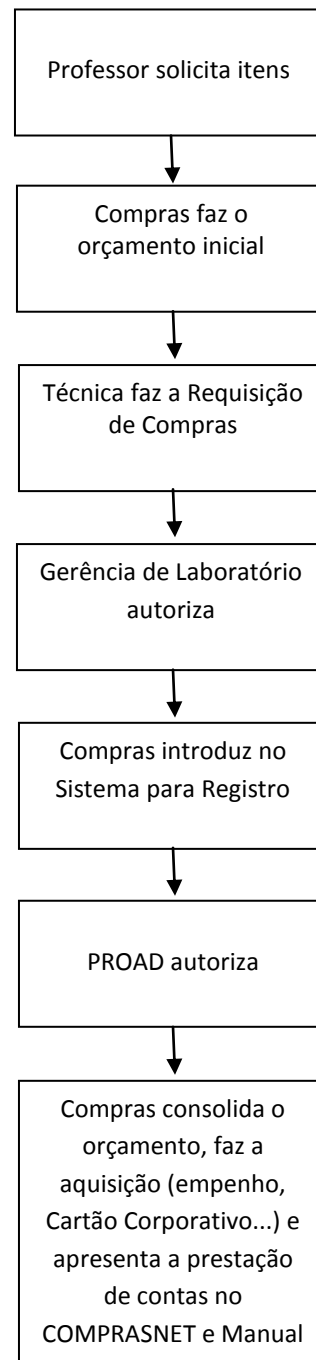 Professor solicita itens
Compras faz o
orçamento inicial
Técnica faz a Requisição
de Compras
Gerência de Laboratório
autoriza
Compras introduz no
Sistema para Registro
PROAD autoriza
Compras consolida o
orçamento, faz a
aquisição (empenho,
Cartão Corporativo...) e
apresenta a prestação
de contas no
COMPRASNET e Manual